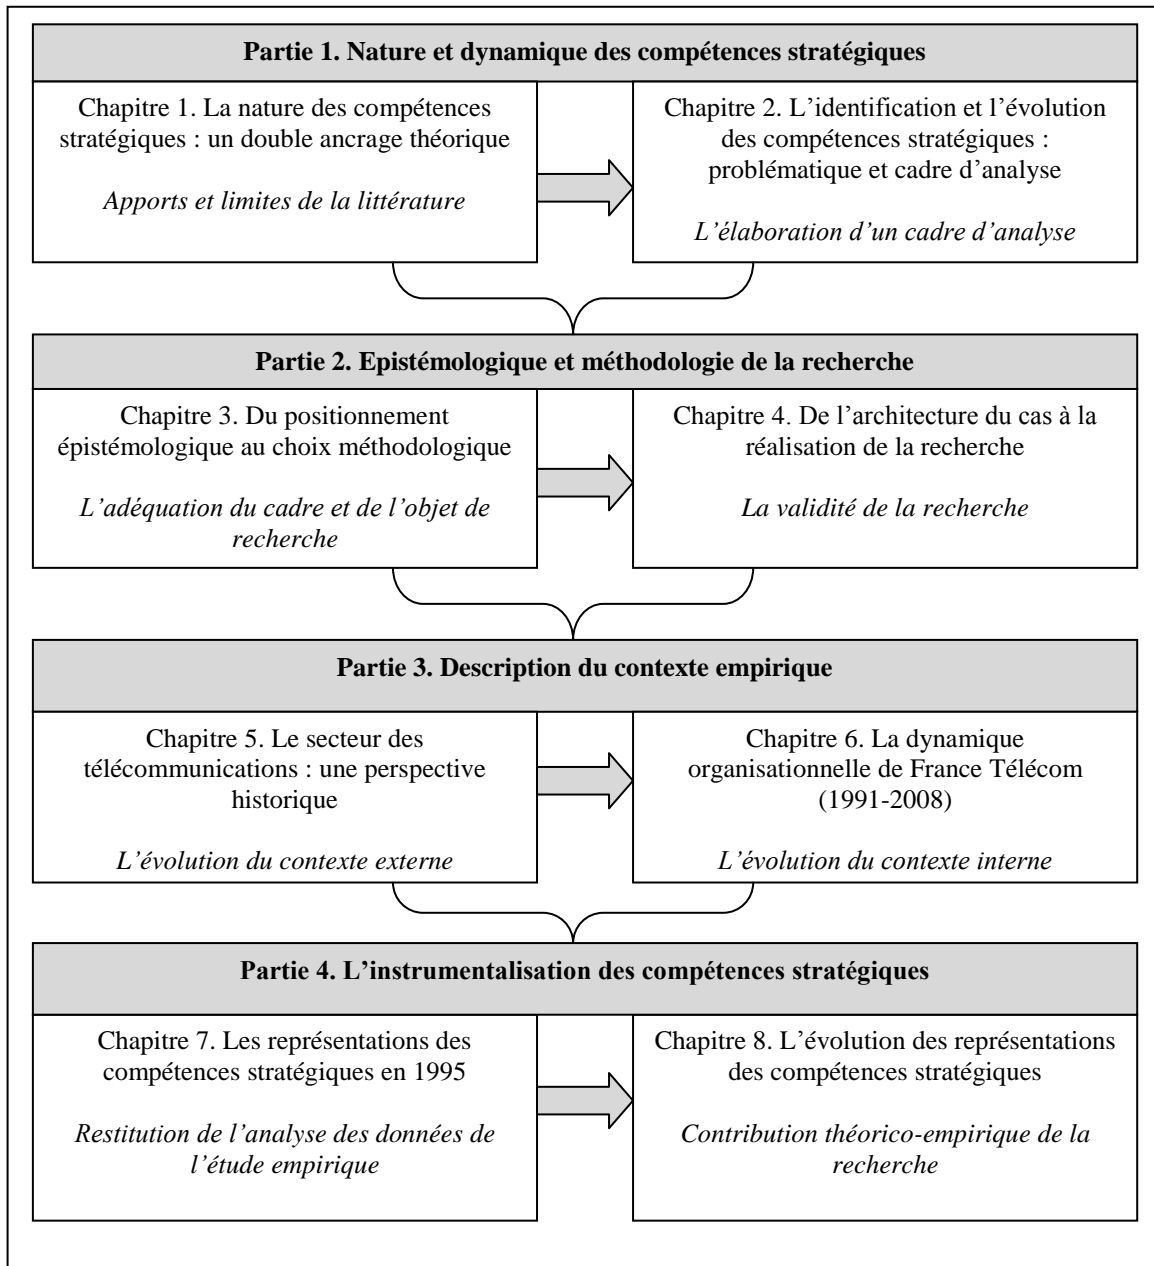 Partie 1. Nature et dynamique des compétences stratégiques
Chapitre 1. La nature des compétences
stratégiques : un double ancrage théorique
Apports et limites de la littérature
Chapitre 2. L’identification et l’évolution
des compétences stratégiques :
problématique et cadre d’analyse
L’élaboration d’un cadre d’analyse
Partie 2. Epistémologique et méthodologie de la recherche
Chapitre 3. Du positionnement
épistémologique au choix méthodologique
L’adéquation du cadre et de l’objet de
recherche
Chapitre 4. De l’architecture du cas à la
réalisation de la recherche
La validité de la recherche
Partie 3. Description du contexte empirique
Chapitre 5. Le secteur des
télécommunications : une perspective
historique
L’évolution du contexte externe
Chapitre 6. La dynamique
organisationnelle de France Télécom
(1991-2008)
L’évolution du contexte interne
Partie 4. L’instrumentalisation des compétences stratégiques
Chapitre 7. Les représentations des
compétences stratégiques en 1995
Restitution de l’analyse des données de
l’étude empirique
Chapitre 8. L’évolution des représentations
des compétences stratégiques
Contribution théorico-empirique de la
recherche